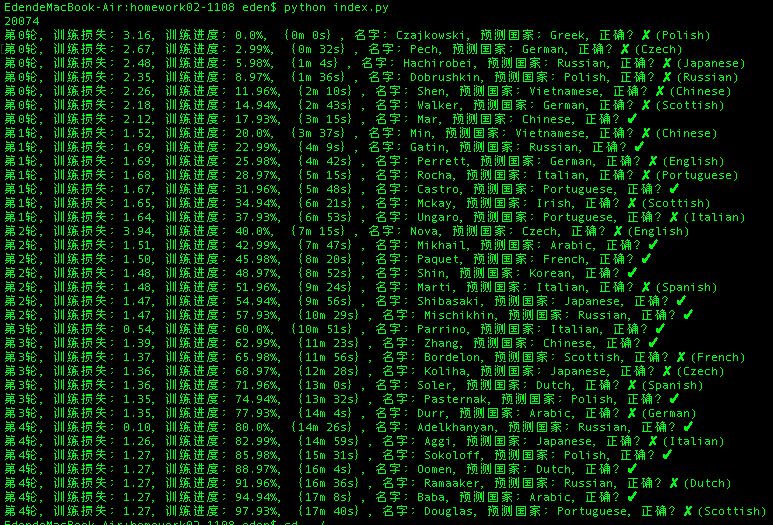 EdendeMacBook-Air:homework02-1108 eden$ python index.py
20074
第0轮, 训练损失: 3.16, 训练进度: 0.0%, {0m 0s} , 名字: Czajkowski, 预测国家: Greek, 正确? ✗ (Polish)
第0轮, 训练损失: 2.67, 训练进度: 2.99%, {0m 32s} , 名字: Pech, 预测国家: German, 正确? ✗ (Czech)
第0轮, 训练损失: 2.48, 训练进度: 5.98%, {1m 4s} , 名字: Hachirobei, 预测国家: Russian, 正确? ✗ (Japanese)
第0轮, 训练损失: 2.35, 训练进度: 8.97%, {1m 36s} , 名字: Dobrushkin, 预测国家: Polish, 正确? ✗ (Russian)
第0轮, 训练损失: 2.26, 训练进度: 11.96%, {2m 10s} , 名字: Shen, 预测国家: Vietnamese, 正确? ✗ (Chinese)
第0轮, 训练损失: 2.18, 训练进度: 14.94%, {2m 43s} , 名字: Walker, 预测国家: German, 正确? ✗ (Scottish)
第0轮, 训练损失: 2.12, 训练进度: 17.93%, {3m 15s} , 名字: Mar, 预测国家: Chinese, 正确? ✓
第1轮, 训练损失: 1.52, 训练进度: 20.0%, {3m 37s} , 名字: Min, 预测国家: Vietnamese, 正确? ✗ (Chinese)
第1轮, 训练损失: 1.69, 训练进度: 22.99%, {4m 9s} , 名字: Gatin, 预测国家: Russian, 正确? ✓
第1轮, 训练损失: 1.69, 训练进度: 25.98%, {4m 42s} , 名字: Perrett, 预测国家: German, 正确? ✗ (English)
第1轮, 训练损失: 1.68, 训练进度: 28.97%, {5m 15s} , 名字: Rocha, 预测国家: Italian, 正确? ✗ (Portuguese)
第1轮, 训练损失: 1.67, 训练进度: 31.96%, {5m 48s} , 名字: Castro, 预测国家: Portuguese, 正确? ✓
第1轮, 训练损失: 1.65, 训练进度: 34.94%, {6m 21s} , 名字: Mckay, 预测国家: Irish, 正确? ✗ (Scottish)
第1轮, 训练损失: 1.64, 训练进度: 37.93%, {6m 53s} , 名字: Ungaro, 预测国家: Portuguese, 正确? ✗ (Italian)
第2轮, 训练损失: 3.94, 训练进度: 40.0%, {7m 15s} , 名字: Nova, 预测国家: Czech, 正确? ✗ (English)
第2轮, 训练损失: 1.51, 训练进度: 42.99%, {7m 47s} , 名字: Mikhail, 预测国家: Arabic, 正确? ✓
第2轮, 训练损失: 1.50, 训练进度: 45.98%, {8m 20s} , 名字: Paquet, 预测国家: French, 正确? ✓
第2轮, 训练损失: 1.48, 训练进度: 48.97%, {8m 52s} , 名字: Shin, 预测国家: Korean, 正确? ✓
第2轮, 训练损失: 1.48, 训练进度: 51.96%, {9m 24s} , 名字: Marti, 预测国家: Italian, 正确? ✗ (Spanish)
第2轮, 训练损失: 1.47, 训练进度: 54.94%, {9m 56s} , 名字: Shibasaki, 预测国家: Japanese, 正确? ✓
第2轮, 训练损失: 1.47, 训练进度: 57.93%, {10m 29s} , 名字: Mischikhin, 预测国家: Russian, 正确? ✓
第3轮, 训练损失: 0.54, 训练进度: 60.0%, {10m 51s} , 名字: Parrino, 预测国家: Italian, 正确? ✓
第3轮, 训练损失: 1.39, 训练进度: 62.99%, {11m 23s} , 名字: Zhang, 预测国家: Chinese, 正确? ✓
第3轮, 训练损失: 1.37, 训练进度: 65.98%, {11m 56s} , 名字: Bordelon, 预测国家: Scottish, 正确? ✗ (French)
第3轮, 训练损失: 1.36, 训练进度: 68.97%, {12m 28s} , 名字: Koliha, 预测国家: Japanese, 正确? ✗ (Czech)
第3轮, 训练损失: 1.36, 训练进度: 71.96%, {13m 0s} , 名字: Soler, 预测国家: Dutch, 正确? ✗ (Spanish)
第3轮, 训练损失: 1.35, 训练进度: 74.94%, {13m 32s} , 名字: Pasternak, 预测国家: Polish, 正确? ✓
第3轮, 训练损失: 1.35, 训练进度: 77.93%, {14m 4s} , 名字: Durr, 预测国家: Arabic, 正确? ✗ (German)
第4轮, 训练损失: 0.10, 训练进度: 80.0%, {14m 26s} , 名字: Adelkhanyan, 预测国家: Russian, 正确? ✓
第4轮, 训练损失: 1.26, 训练进度: 82.99%, {14m 59s} , 名字: Aggi, 预测国家: Japanese, 正确? ✗ (Italian)
第4轮, 训练损失: 1.27, 训练进度: 85.98%, {15m 31s} , 名字: Sokoloff, 预测国家: Polish, 正确? ✓
第4轮, 训练损失: 1.27, 训练进度: 88.97%, {16m 4s} , 名字: Oomen, 预测国家: Dutch, 正确? ✓
第4轮, 训练损失: 1.27, 训练进度: 91.96%, {16m 36s} , 名字: Ramaaker, 预测国家: Russian, 正确? ✗ (Dutch)
第4轮, 训练损失: 1.27, 训练进度: 94.94%, {17m 8s} , 名字: Baba, 预测国家: Arabic, 正确? ✓
第4轮, 训练损失: 1.27, 训练进度: 97.93%, {17m 40s} , 名字: Douglas, 预测国家: Portuguese, 正确? ✗ (Scottish)
EdendeMacBook-Air:homework02-1108 eden$ cd ../